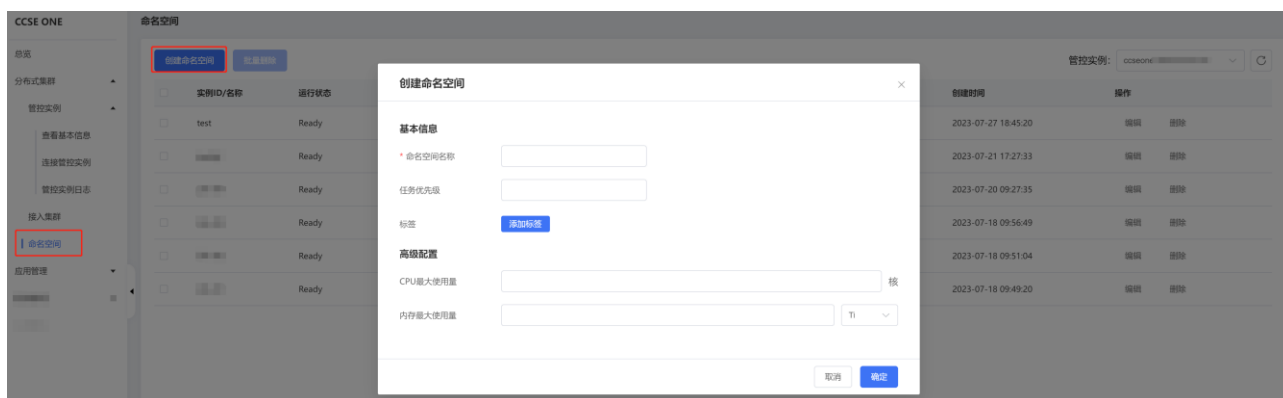 CCSE ONE
命名空间
总览
分布式集群
管控实例
查看基本信息
连接管控实例
管控实例日志
接入集群
命名空间
应用管理
创建命名空间 批量删除
管控实例: ccseone
实例ID/名称 运行状态 创建时间 操作
test Ready 2023-07-27 18:45:20 编辑 删除
Ready 2023-07-21 17:27:33 编辑 删除
Ready 2023-07-20 09:27:35 编辑 删除
Ready 2023-07-18 09:56:49 编辑 删除
Ready 2023-07-18 09:51:04 编辑 删除
Ready 2023-07-18 09:49:20 编辑 删除
创建命名空间
基本信息
* 命名空间名称
任务优先级
标签 添加标签
高级配置
CPU最大使用量 核
内存最大使用量 Ti
取消 确定